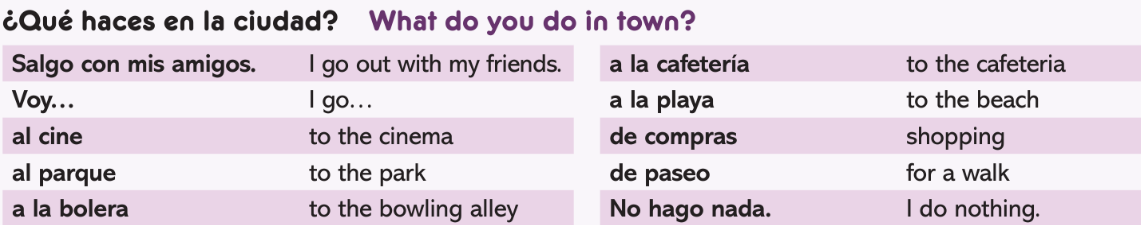 ¿Qué haces en la ciudad? What do you do in town?
Salgo con mis amigos. I go out with my friends.
Voy... I go...
al cine to the cinema
al parque to the park
a la bolera to the bowling alley
a la cafetería to the cafeteria
a la playa to the beach
de compras shopping
de paseo for a walk
No hago nada. I do nothing.